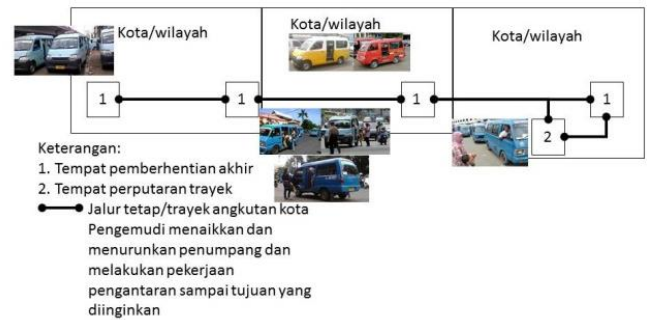 Kota/wilayah
Kota/wilayah
Kota/wilayah
1
1
1
1
2
Keterangan:
1. Tempat pemberhentian akhir
2. Tempat perputaran trayek
Jalur tetap/trayek angkutan kota
Pengemudi menaikkan dan
menurunkan penumpang dan
melakukan pekerjaan
pengantaran sampai tujuan yang
diinginkan